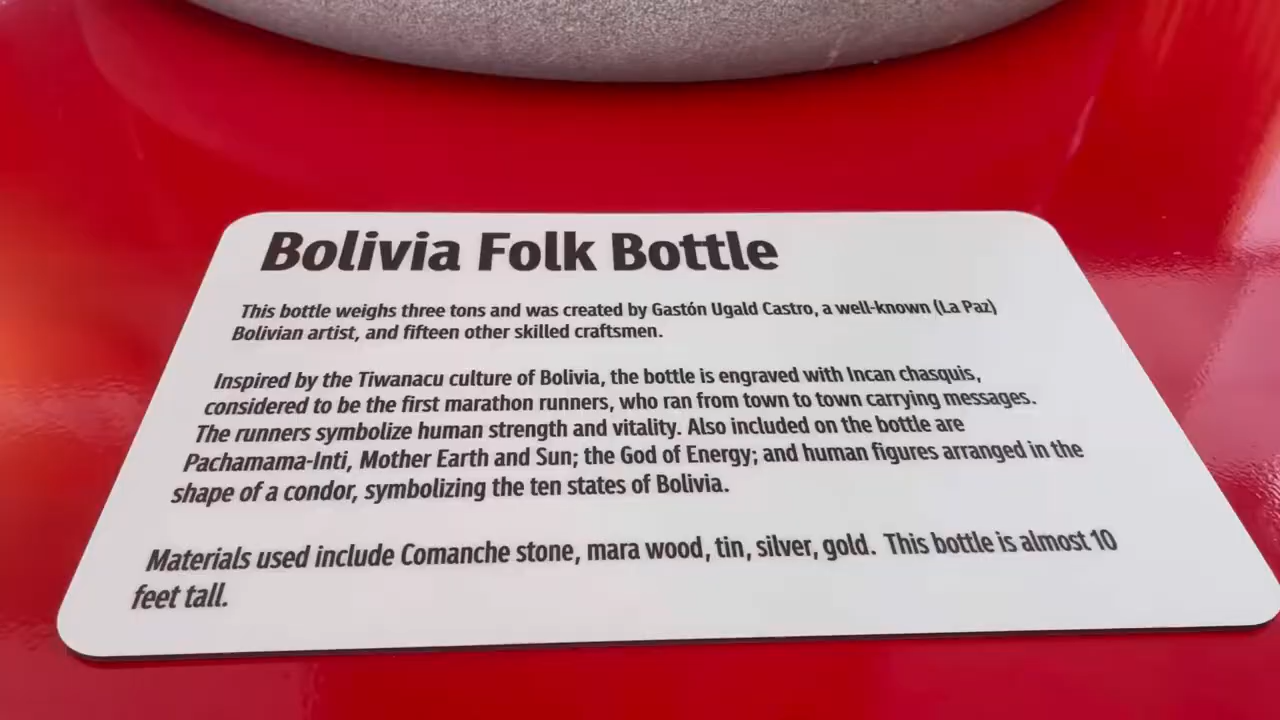 Bolivia Folk Bottle
This bottle weighs three tons and was created by Gastón Ugald Castro, a well-known (La Paz)
Bolivian artist, and fifteen other skilled craftsmen.
Inspired by the Tiwanacu culture of Bolivia, the bottle is engraved with Incan chasquis,
considered to be the first marathon runners, who ran from town to town carrying messages.
The runners symbolize human strength and vitality. Also included on the bottle are
Pachamama-Inti, Mother Earth and Sun; the God of Energy; and human figures arranged in the
shape of a condor, symbolizing the ten states of Bolivia.
Materials used include Comanche stone, mara wood, tin, silver, gold. This bottle is almost 10
feet tall.